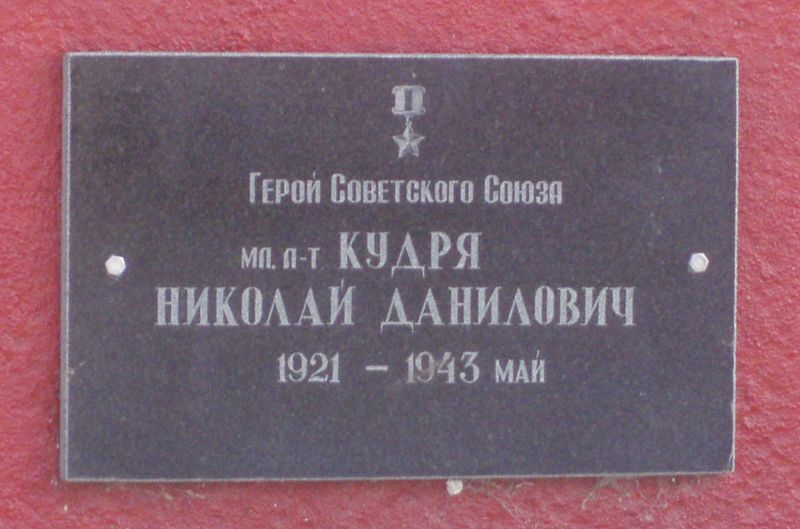 Герой Советского Союза
мл. л-т КУДРЯ
НИКОЛАЙ ДАНИЛОВИЧ
1921 – 1943 май